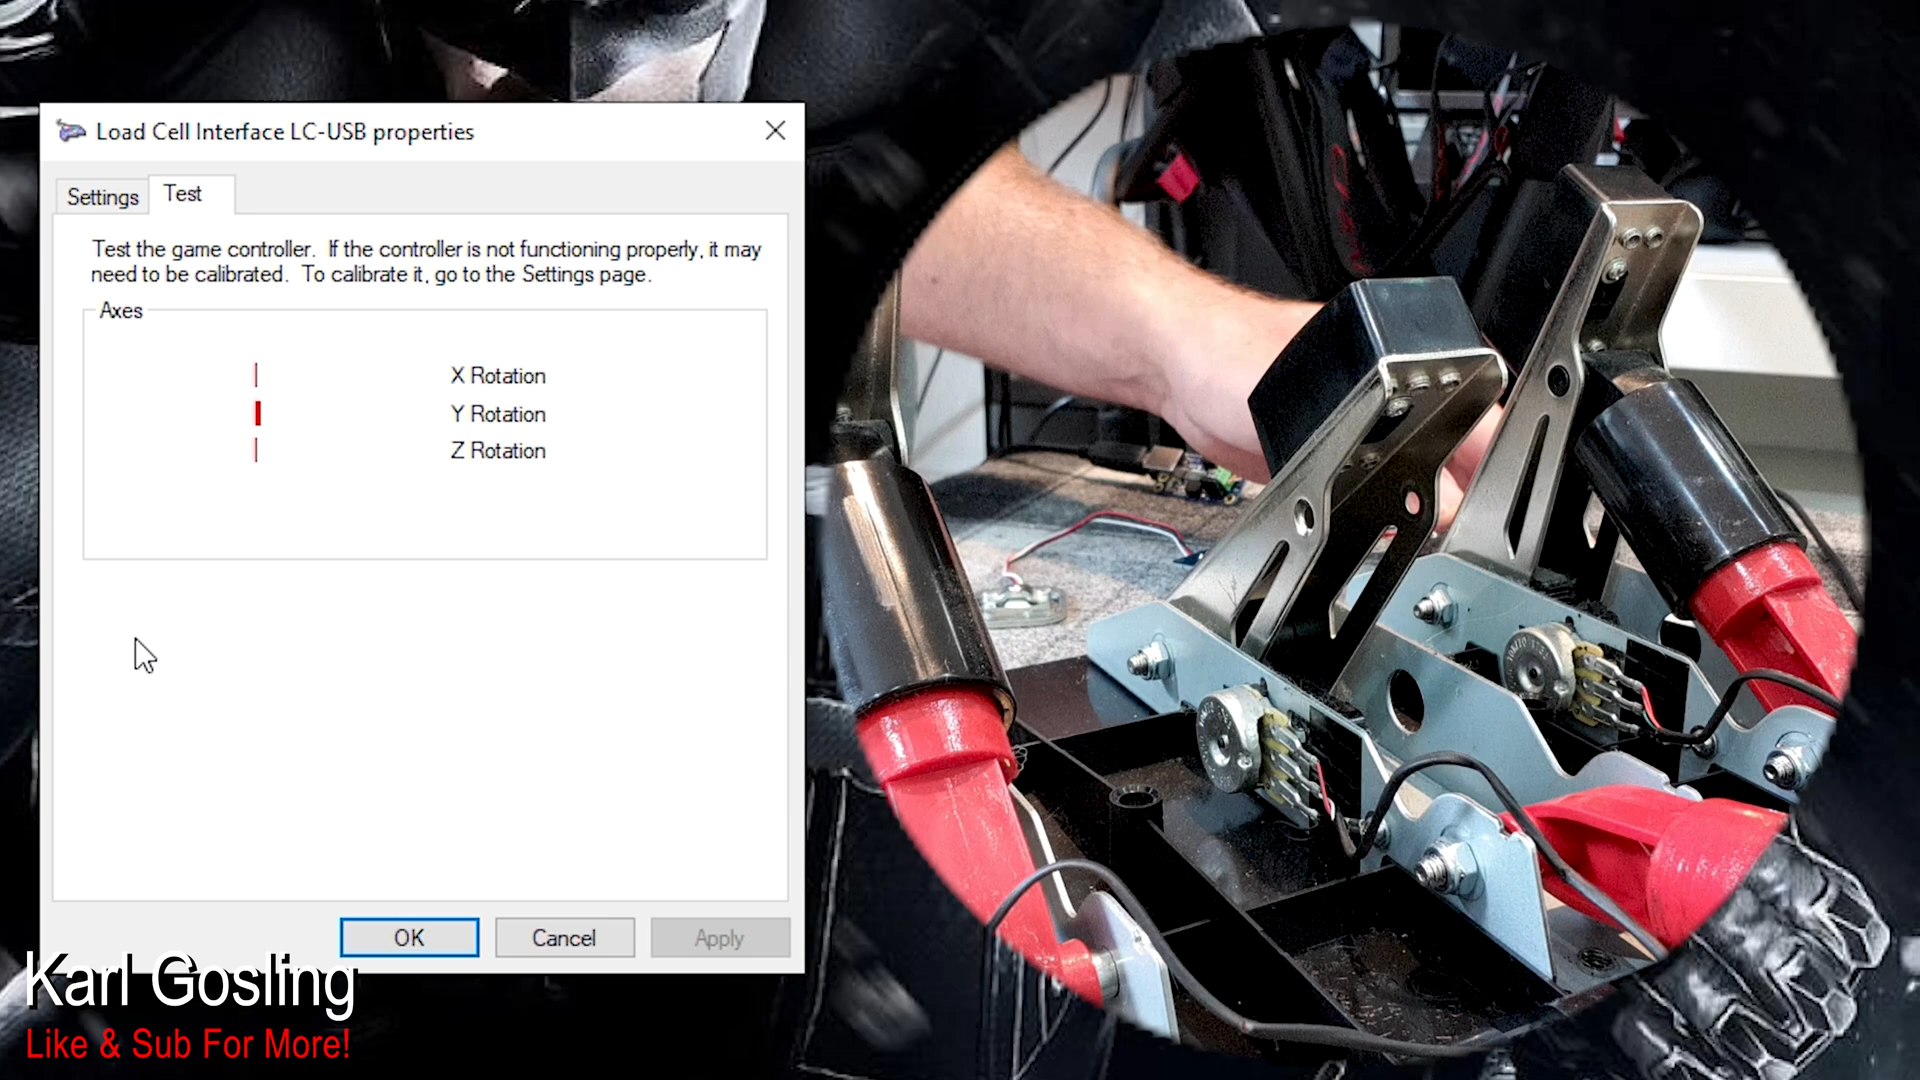 Load Cell Interface LC-USB properties
Settings
Test
Test the game controller. If the controller is not functioning properly, it may
need to be calibrated. To calibrate it, go to the Settings page.
Axes
X Rotation
Y Rotation
Z Rotation
OK
Cancel
Apply
Karl Gosling
Like & Sub For More!